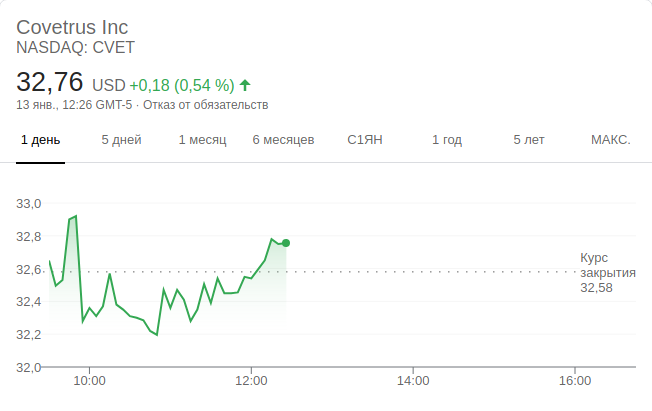 Covetrus Inc
NASDAQ: CVET
32,76 USD +0,18 (0,54 %)
13 янв., 12:26 GMT-5 · Отказ от обязательств
1 день 5 дней 1 месяц 6 месяцев С1ЯН 1 год 5 лет МАКС.
33,0
32,8
32,6
32,4
32,2
32,0
Курс
закрытия
32,58
10:00 12:00 14:00 16:00